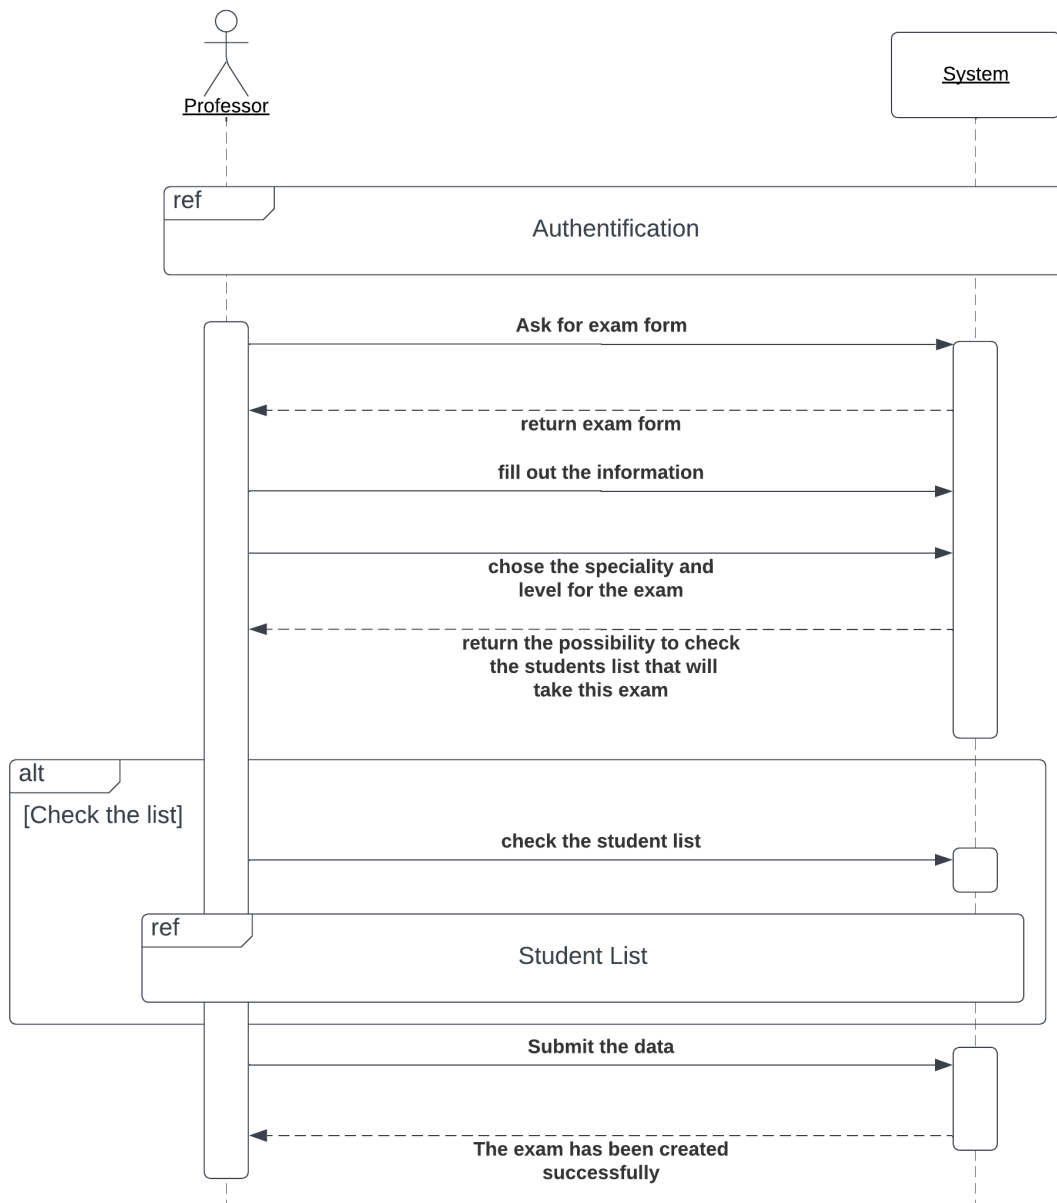 Professor
System
ref
Authentification
Ask for exam form
return exam form
fill out the information
chose the speciality and
level for the exam
return the possibility to check
the students list that will
take this exam
alt
[Check the list]
check the student list
ref
Student List
Submit the data
The exam has been created
successfully